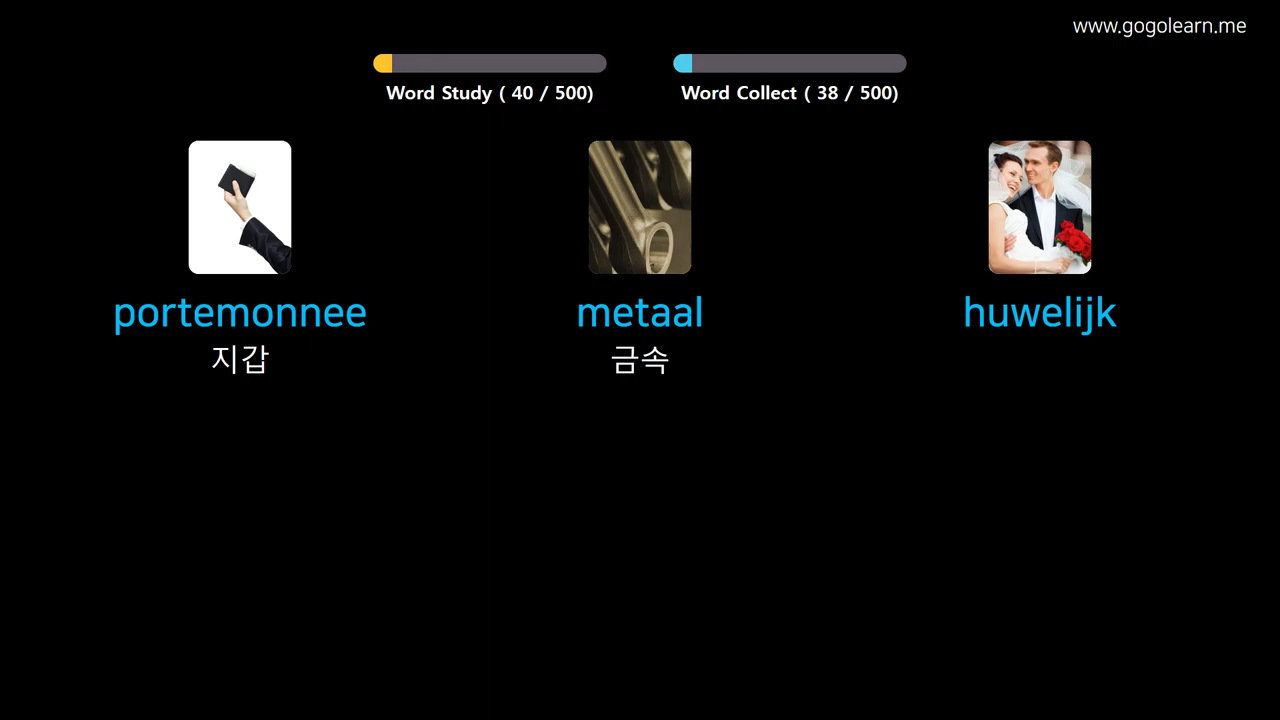 www.gogolearn.me
Word Study ( 40 / 500)
Word Collect ( 38 / 500)
portemonnee
지갑
metaal
금속
huwelijk